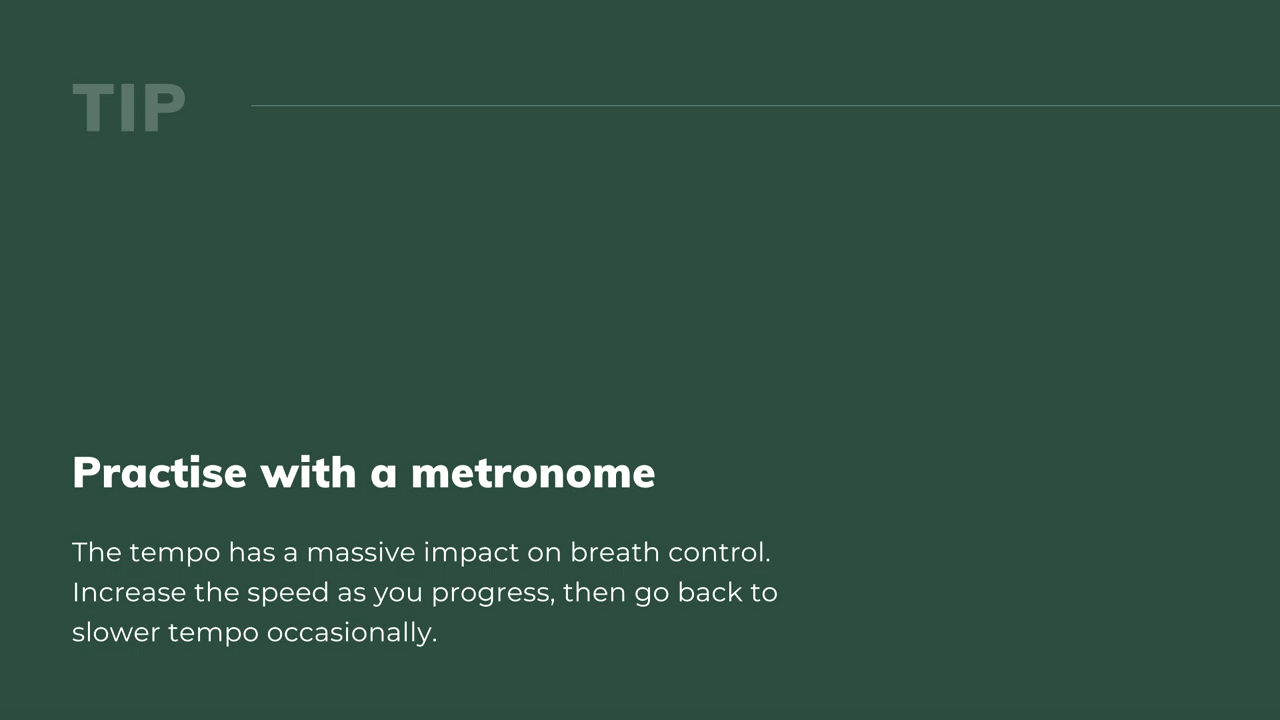 TIP
Practise with a metronome
The tempo has a massive impact on breath control.
Increase the speed as you progress, then go back to
slower tempo occasionally.